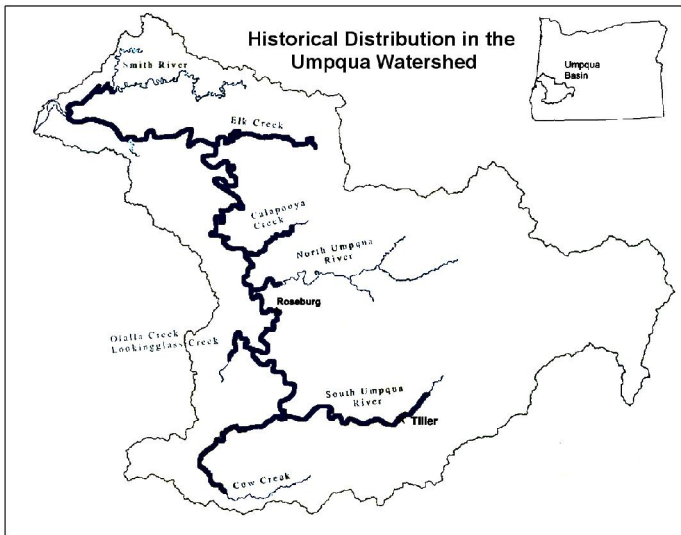 Historical Distribution in the
Umpqua Watershed
Umpqua
Basin
Smith River
Elk Creek
Calapooya
Creek
North Umpqua
River
Roseburg
Olalla Creek
Lookingglass Creek
South Umpqua
River
Tiller
Cow Creek